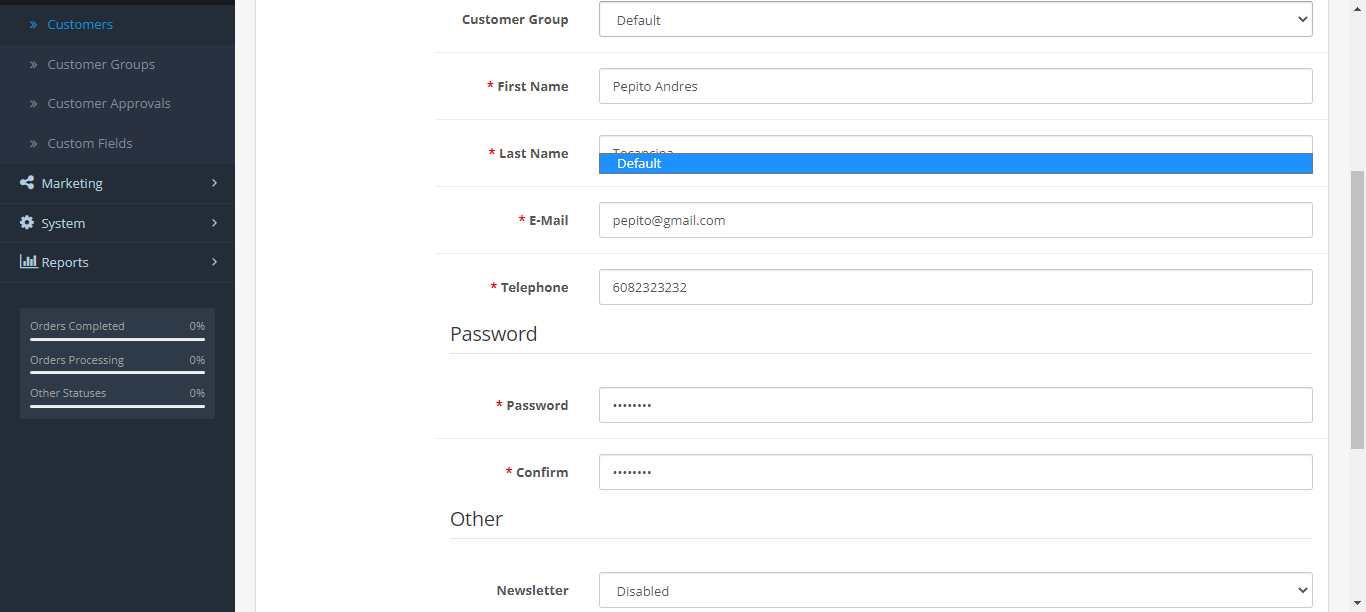 Customers
Customer Groups
Customer Approvals
Custom Fields
Marketing
System
Reports
Orders Completed 0%
Orders Processing 0%
Other Statuses 0%
Customer Group Default
* First Name Pepito Andres
* Last Name
Default
* E-Mail pepito@gmail.com
* Telephone 6082323232
Password
* Password ••••••••
* Confirm ••••••••
Other
Newsletter Disabled